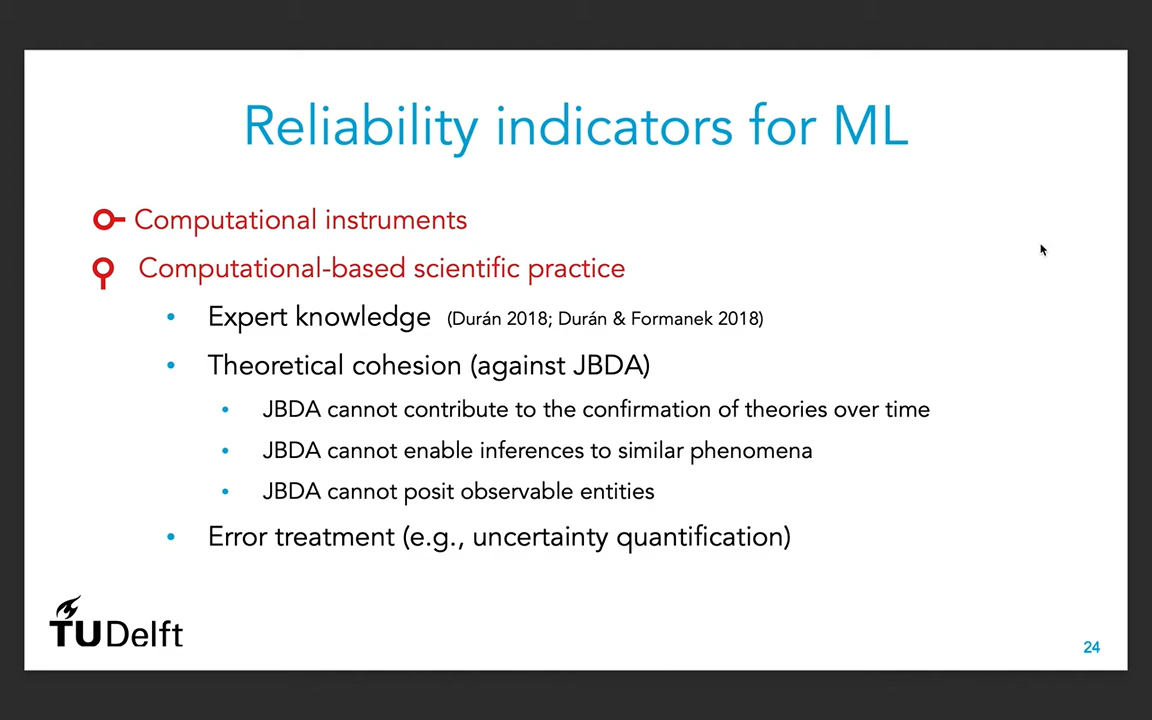 Reliability indicators for ML
Computational instruments
Computational-based scientific practice
• Expert knowledge (Durán 2018; Durán & Formanek 2018)
• Theoretical cohesion (against JBDA)
• JBDA cannot contribute to the confirmation of theories over time
• JBDA cannot enable inferences to similar phenomena
• JBDA cannot posit observable entities
• Error treatment (e.g., uncertainty quantification)
TUDelft
24